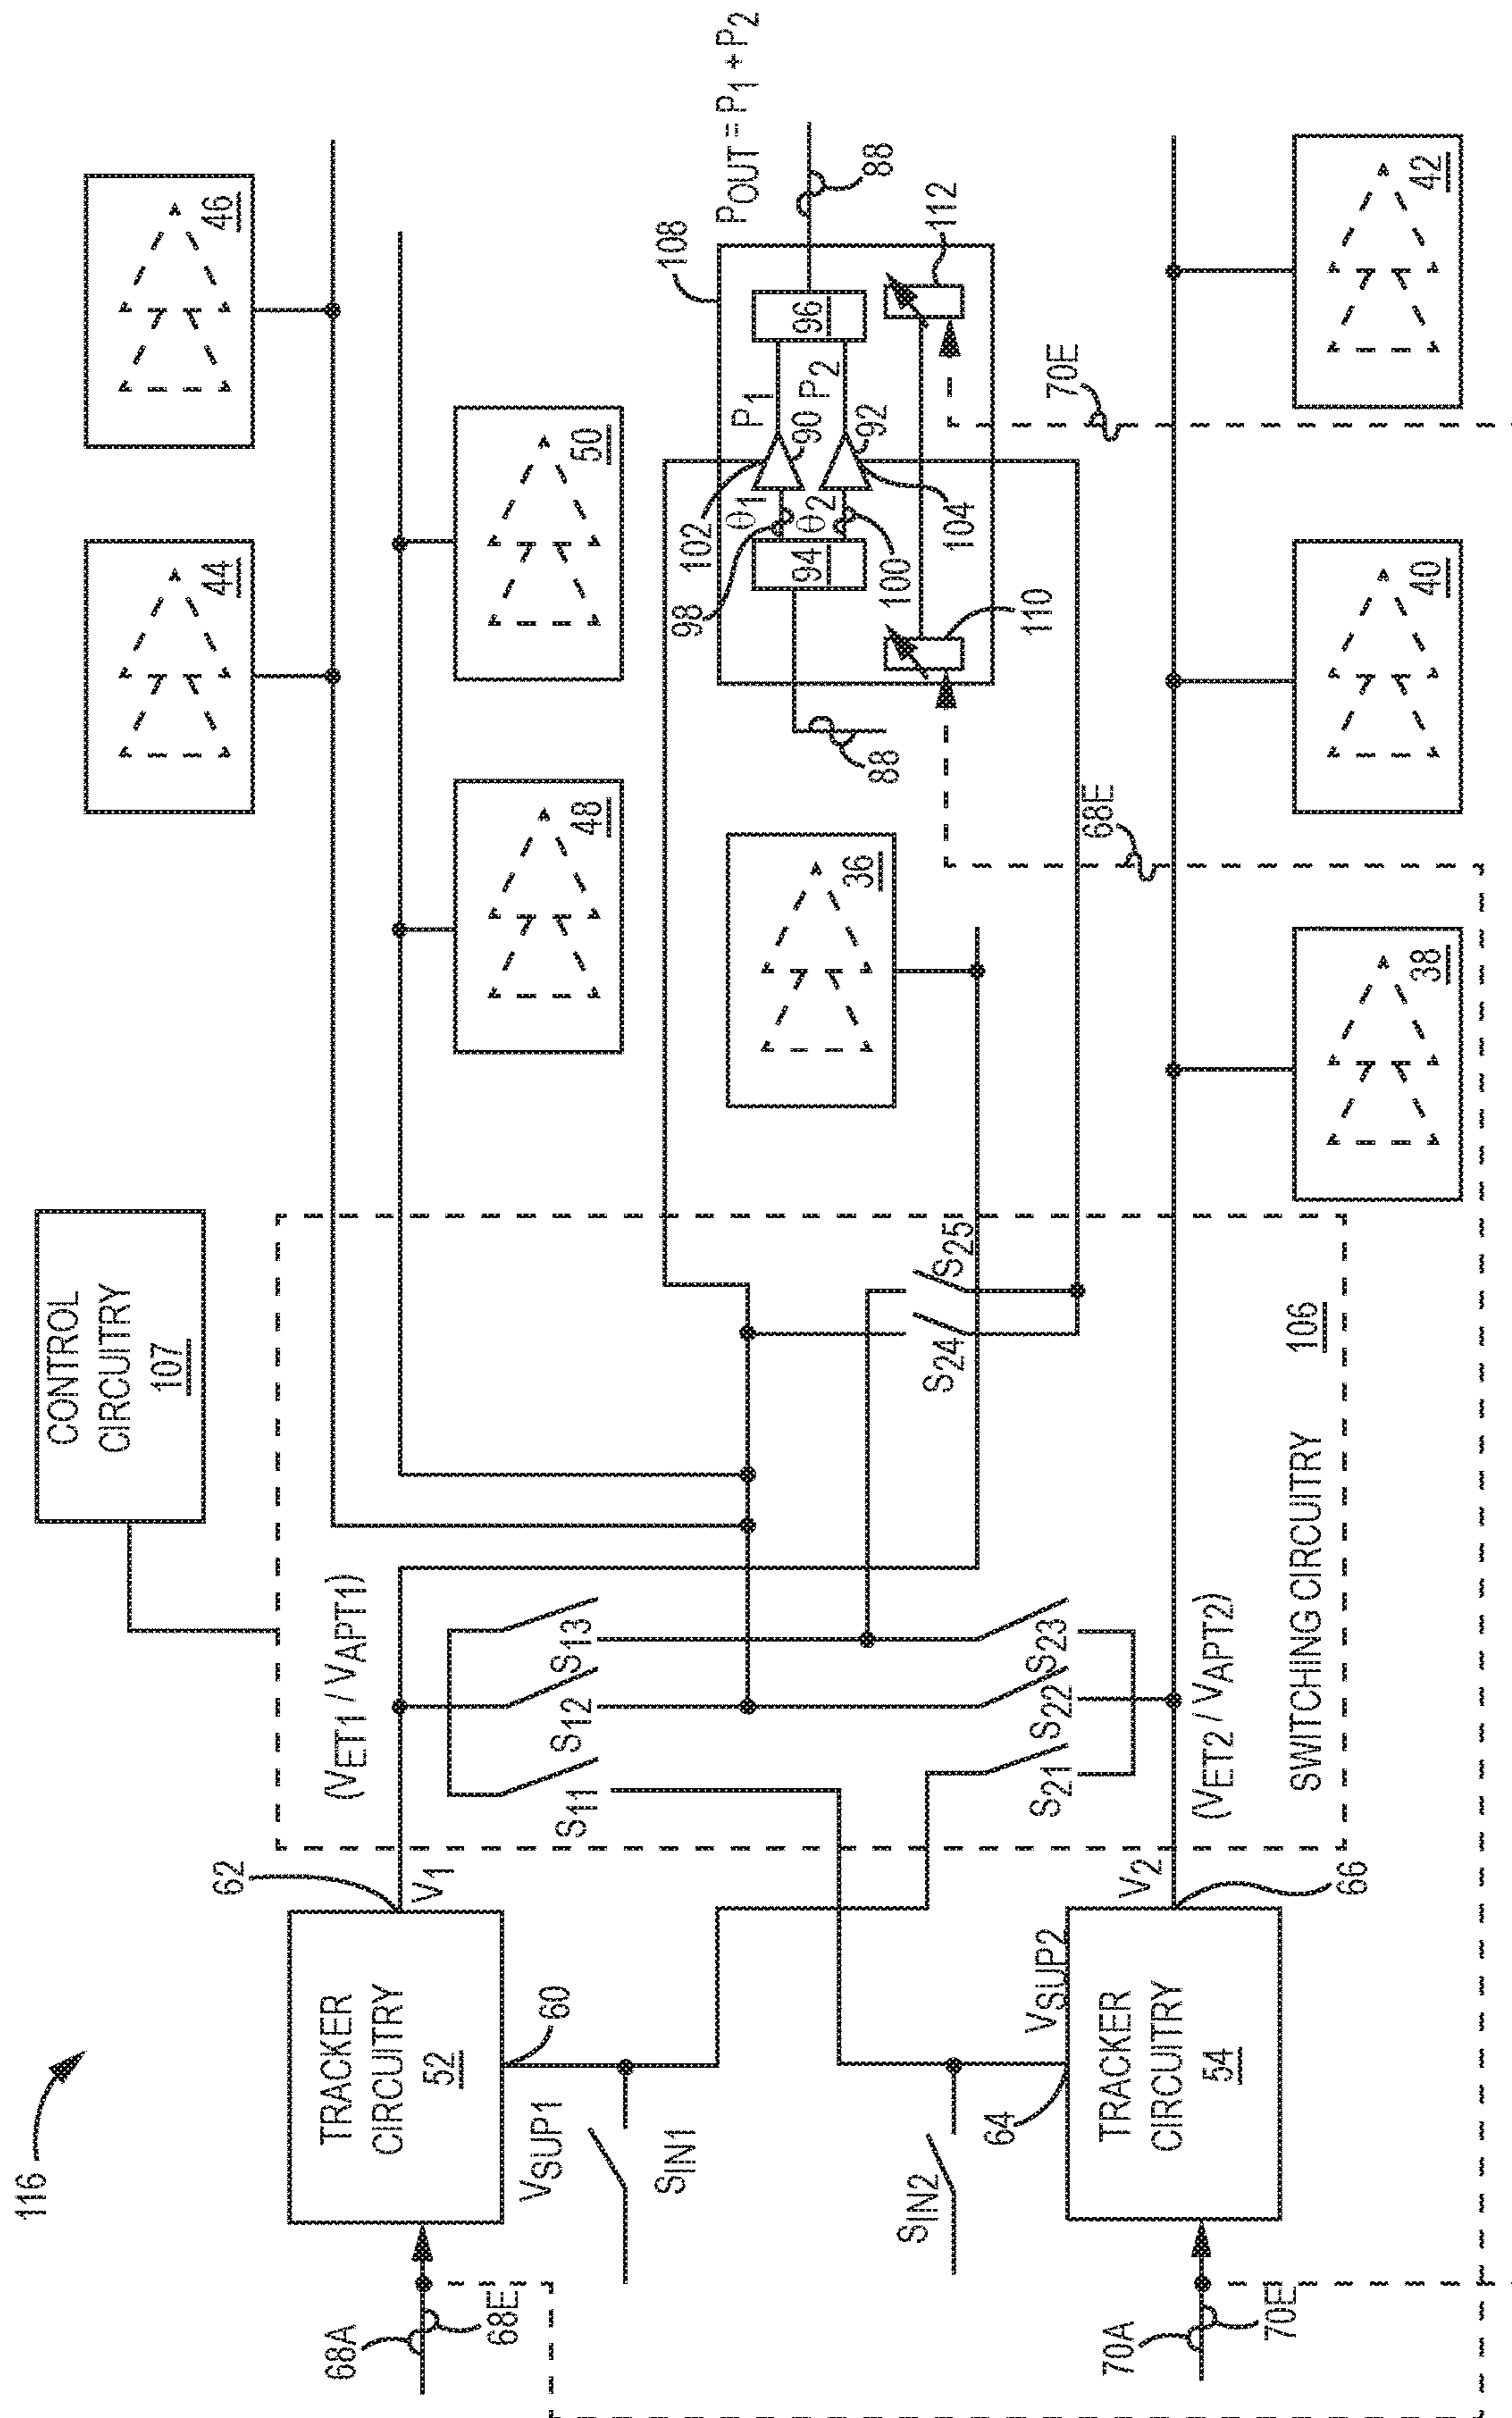 116
CONTROL
CIRCUITRY
107
44
46
48
50
62
TRACKER
CIRCUITRY
52
V1
(VET1 / VAPT1)
68A
68E
VSUP1
60
SIN1
S11
S12
S13
36
108
POUT = P1 + P2
102
98
θ1
P1
90
94
96
θ2
P2
92
100
104
88
88
110
112
S24
S25
SIN2
64
VSUP2
S21
S22
S23
68E
70E
TRACKER
CIRCUITRY
54
V2
66
(VET2 / VAPT2)
SWITCHING CIRCUITRY
106
70A
70E
38
40
42